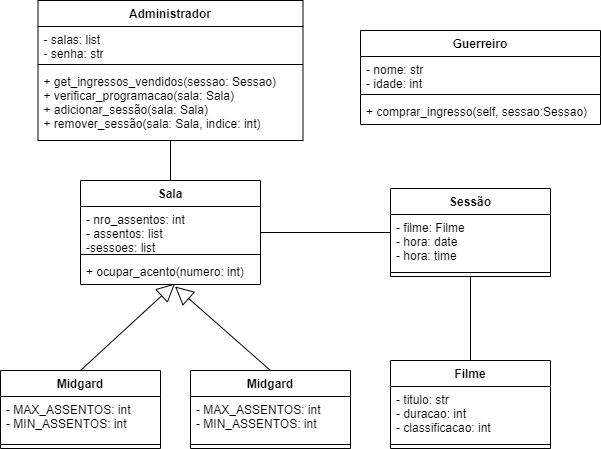 Administrador
- salas: list
- senha: str
+ get_ingressos_vendidos(sessao: Sessao)
+ verificar_programacao(sala: Sala)
+ adicionar_sessão(sala: Sala)
+ remover_sessão(sala: Sala, indice: int)
Guerreiro
- nome: str
- idade: int
+ comprar_ingresso(self, sessao:Sessao)
Sala
- nro_assentos: int
- assentos: list
-sessoes: list
+ ocupar_acento(numero: int)
Sessão
- filme: Filme
- hora: date
- hora: time
Midgard
- MAX_ASSENTOS: int
- MIN_ASSENTOS: int
Midgard
- MAX_ASSENTOS: int
- MIN_ASSENTOS: int
Filme
- titulo: str
- duracao: int
- classificacao: int